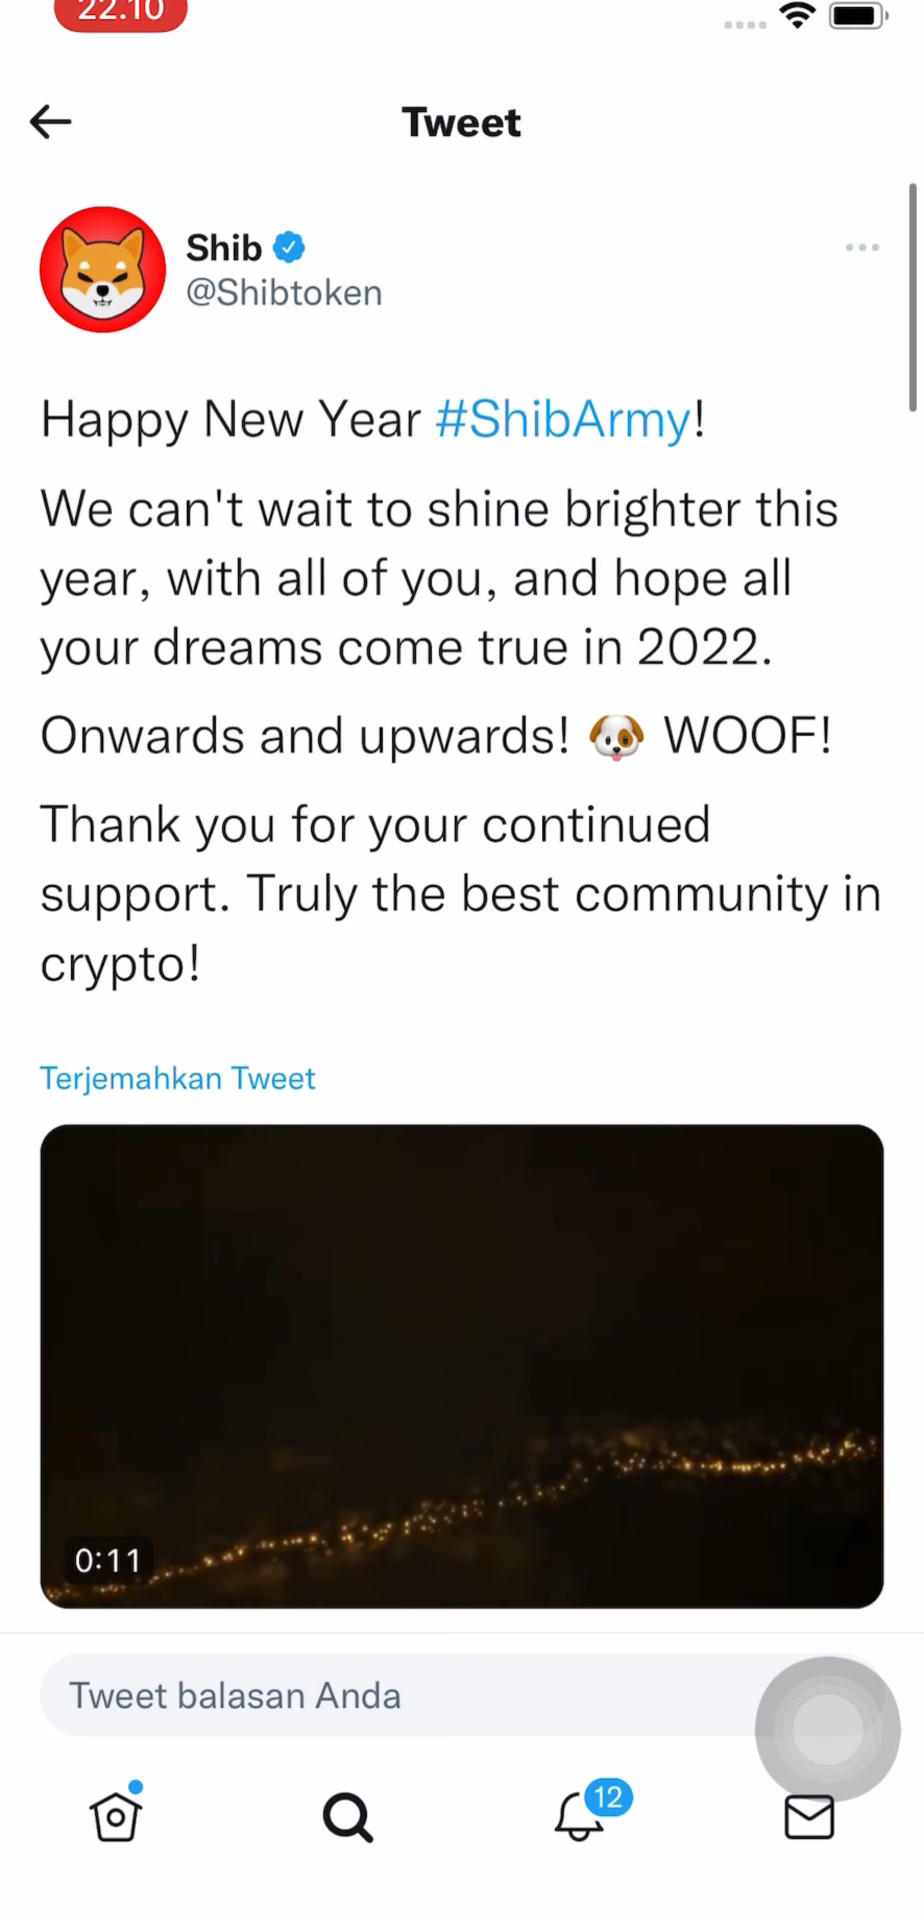 22.10
Tweet
Shib
@Shibtoken
Happy New Year #ShibArmy!
We can't wait to shine brighter this
year, with all of you, and hope all
your dreams come true in 2022.
Onwards and upwards! 🐶 WOOF!
Thank you for your continued
support. Truly the best community in
crypto!
Terjemahkan Tweet
0:11
Tweet balasan Anda
12